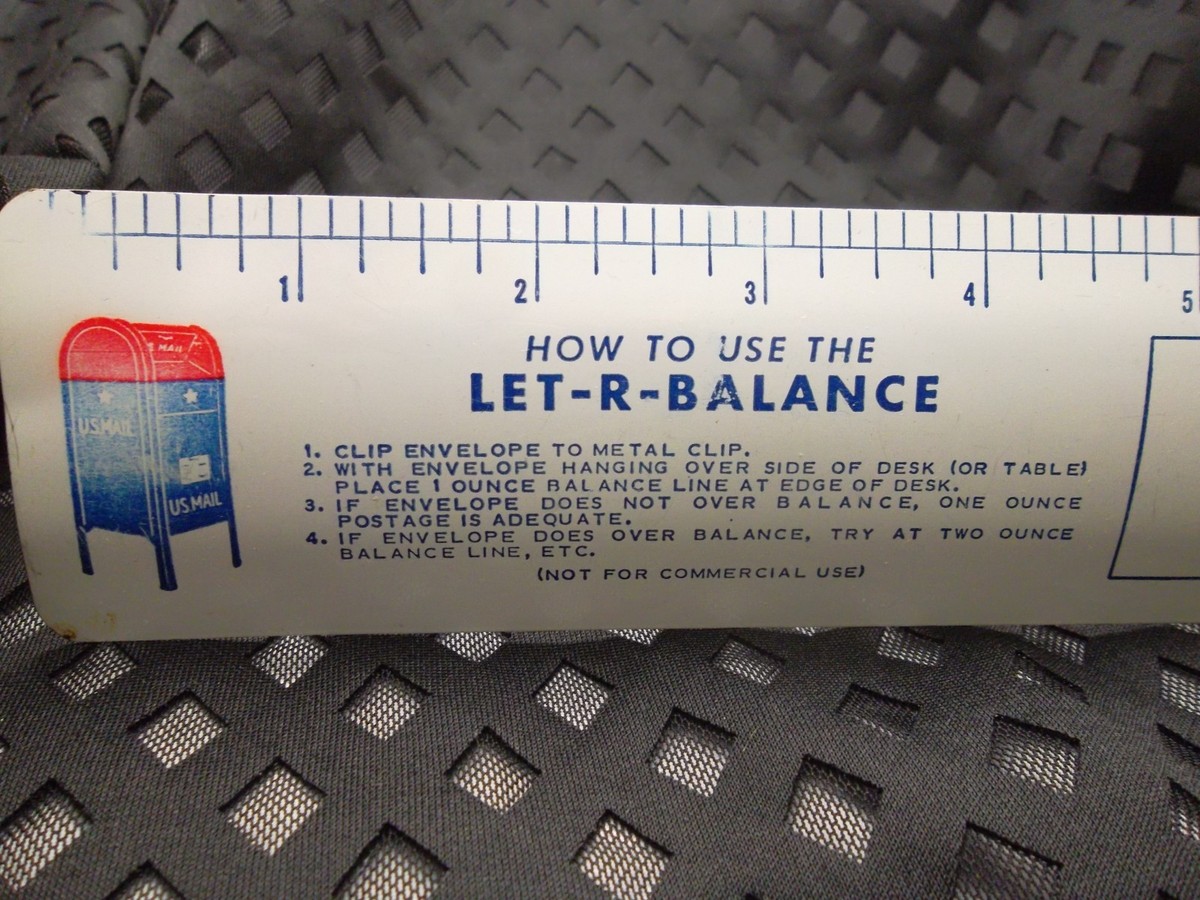 1 2 3 4 5
HOW TO USE THE
LET-R-BALANCE
S MAIL
U.S.MAIL
US.MAIL
1. CLIP ENVELOPE TO METAL CLIP.
2. WITH ENVELOPE HANGING OVER SIDE OF DESK (OR TABLE)
PLACE 1 OUNCE BALANCE LINE AT EDGE OF DESK.
3. IF ENVELOPE DOES NOT OVER BALANCE, ONE OUNCE
POSTAGE IS ADEQUATE.
4. IF ENVELOPE DOES OVER BALANCE, TRY AT TWO OUNCE
BALANCE LINE, ETC.
(NOT FOR COMMERCIAL USE)